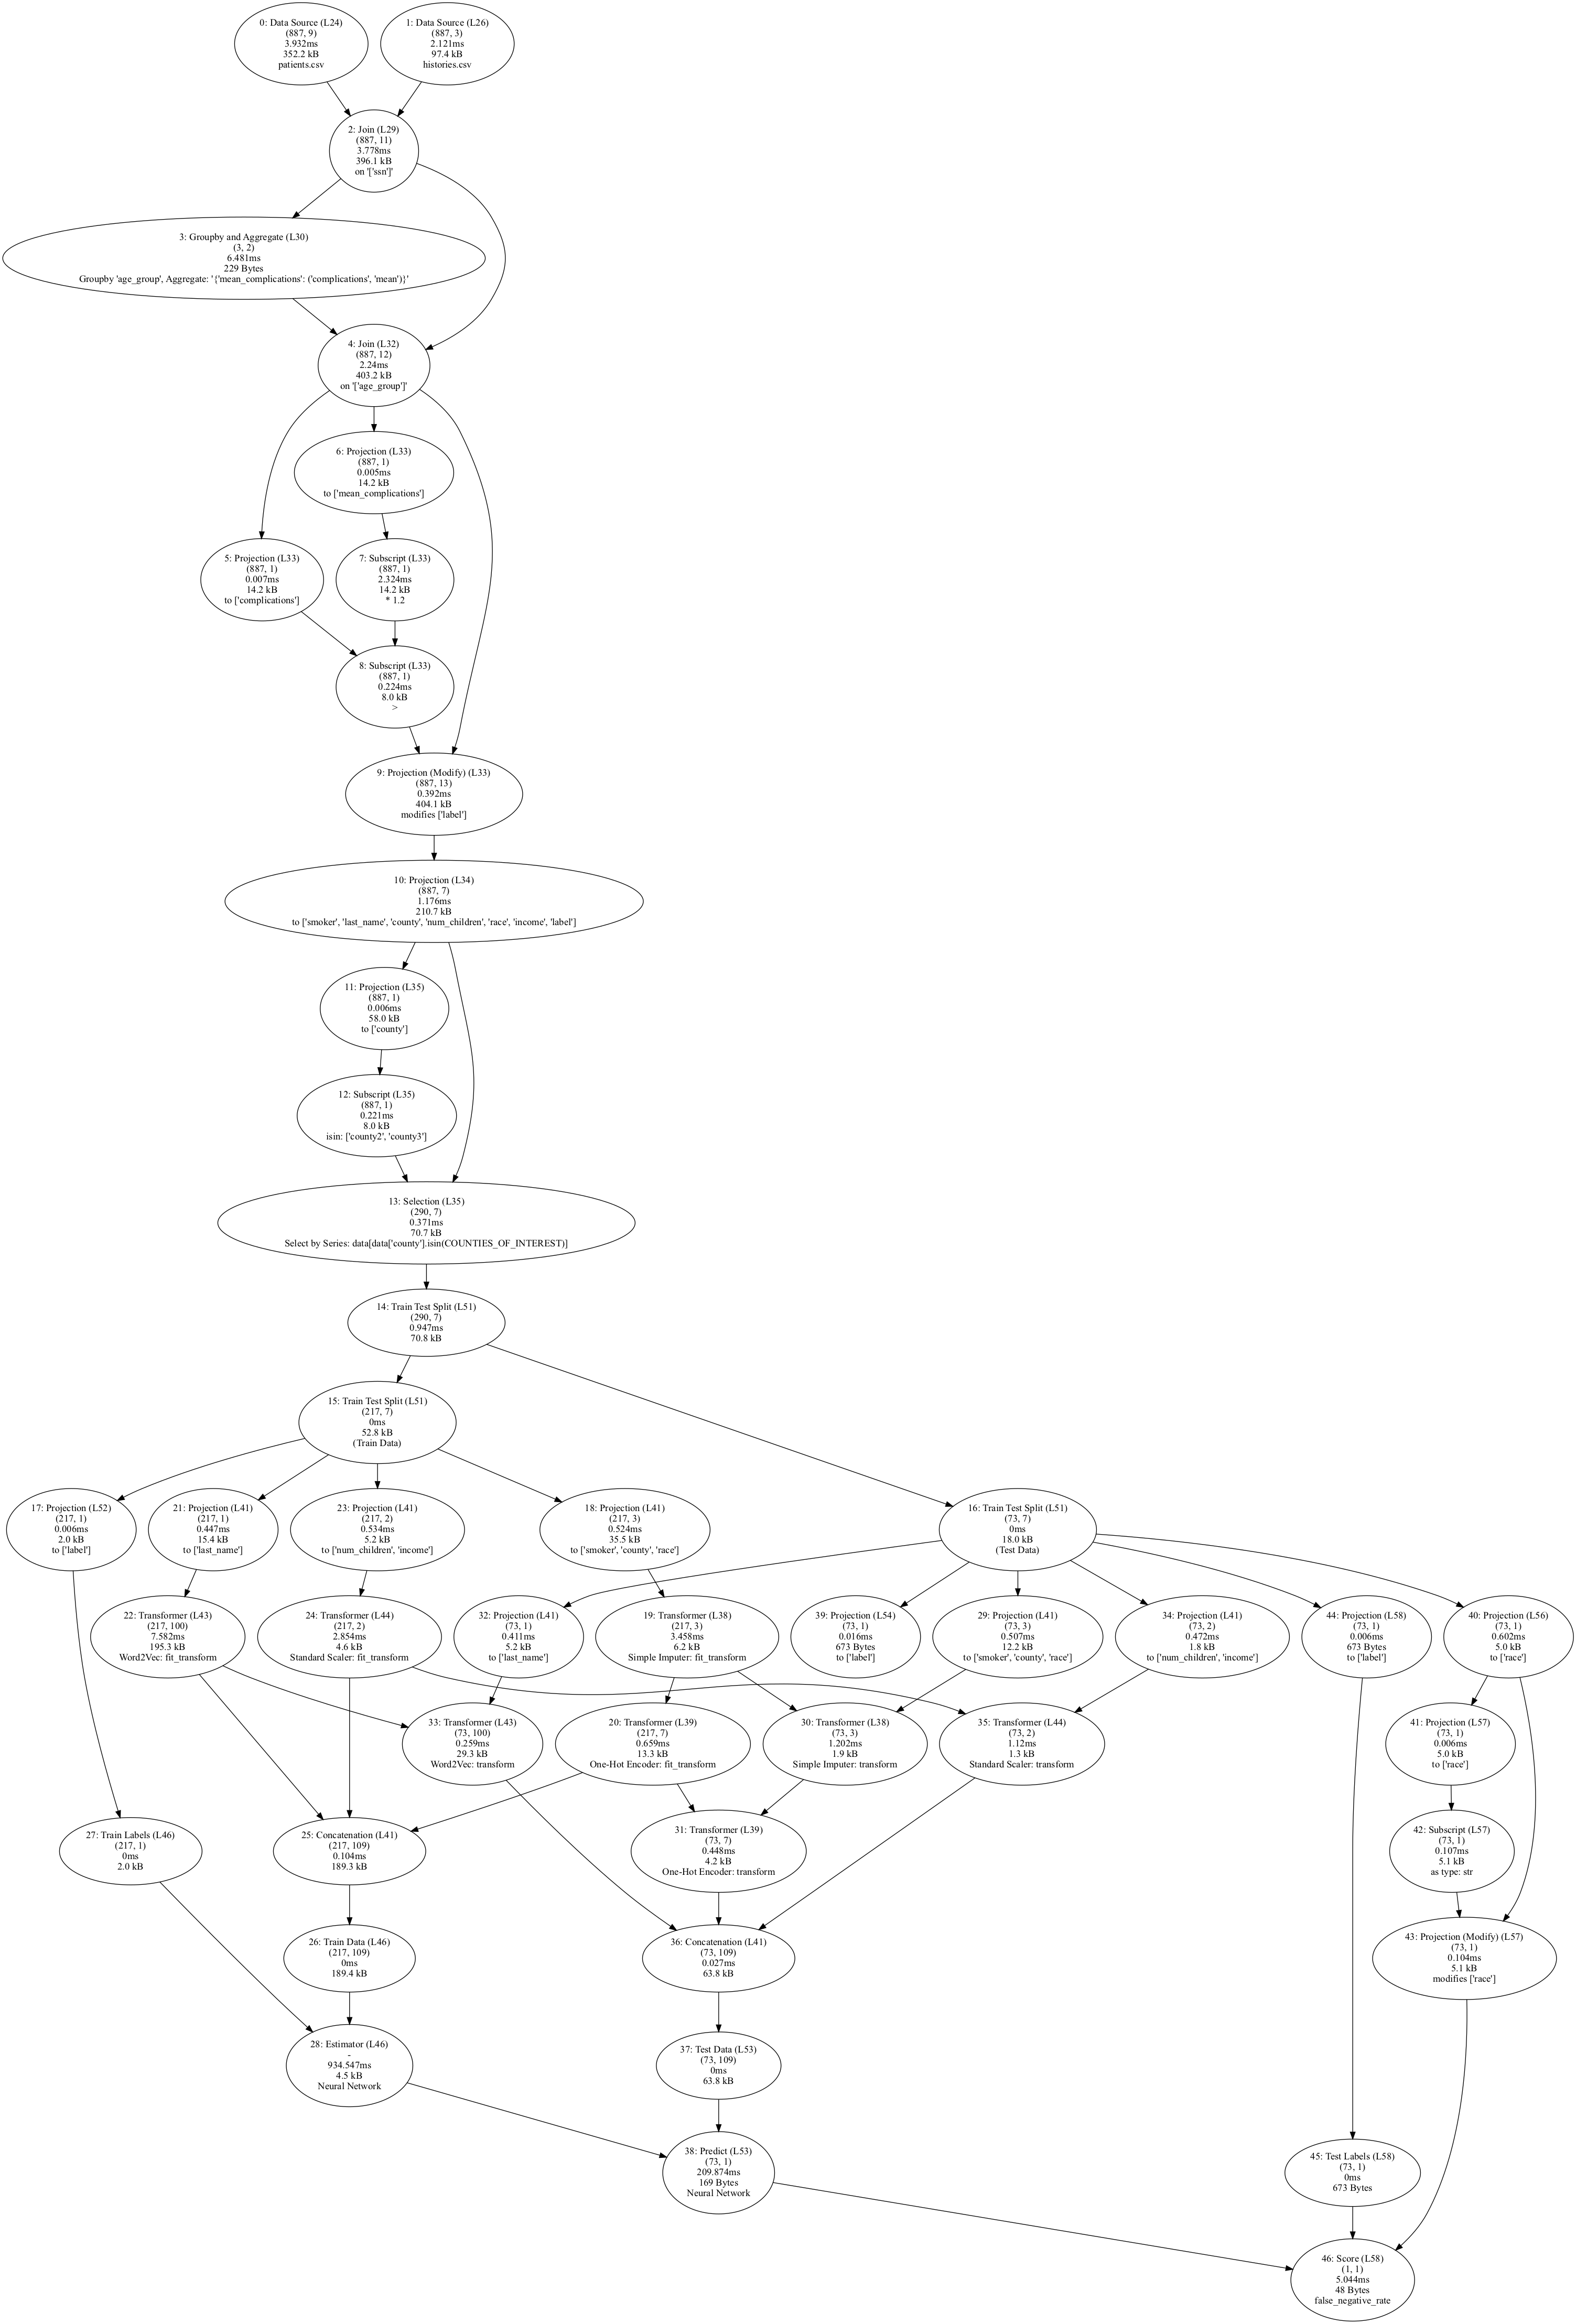 0: Data Source (L24)
(887, 9)
3.932ms
352.2 kB
patients.csv
1: Data Source (L26)
(887, 3)
2.121ms
97.4 kB
histories.csv
2: Join (L29)
(887, 11)
3.778ms
396.1 kB
on '['ssn']'
3: Groupby and Aggregate (L30)
(3, 2)
6.481ms
229 Bytes
Groupby 'age_group', Aggregate: '{'mean_complications': ('complications', 'mean')}'
4: Join (L32)
(887, 12)
2.24ms
403.2 kB
on '['age_group']'
6: Projection (L33)
(887, 1)
0.005ms
14.2 kB
to ['mean_complications']
5: Projection (L33)
(887, 1)
0.007ms
14.2 kB
to ['complications']
7: Subscript (L33)
(887, 1)
2.324ms
14.2 kB
* 1.2
8: Subscript (L33)
(887, 1)
0.224ms
8.0 kB
>
9: Projection (Modify) (L33)
(887, 13)
0.392ms
404.1 kB
modifies ['label']
10: Projection (L34)
(887, 7)
1.176ms
210.7 kB
to ['smoker', 'last_name', 'county', 'num_children', 'race', 'income', 'label']
11: Projection (L35)
(887, 1)
0.006ms
58.0 kB
to ['county']
12: Subscript (L35)
(887, 1)
0.221ms
8.0 kB
isin: ['county2', 'county3']
13: Selection (L35)
(290, 7)
0.371ms
70.7 kB
Select by Series: data[data['county'].isin(COUNTIES_OF_INTEREST)]
14: Train Test Split (L51)
(290, 7)
0.947ms
70.8 kB
15: Train Test Split (L51)
(217, 7)
0ms
52.8 kB
(Train Data)
17: Projection (L52)
(217, 1)
0.006ms
2.0 kB
to ['label']
21: Projection (L41)
(217, 1)
0.447ms
15.4 kB
to ['last_name']
23: Projection (L41)
(217, 2)
0.534ms
5.2 kB
to ['num_children', 'income']
18: Projection (L41)
(217, 3)
0.524ms
35.5 kB
to ['smoker', 'county', 'race']
16: Train Test Split (L51)
(73, 7)
0ms
18.0 kB
(Test Data)
22: Transformer (L43)
(217, 100)
7.582ms
195.3 kB
Word2Vec: fit_transform
24: Transformer (L44)
(217, 2)
2.854ms
4.6 kB
Standard Scaler: fit_transform
32: Projection (L41)
(73, 1)
0.411ms
5.2 kB
to ['last_name']
19: Transformer (L38)
(217, 3)
3.458ms
6.2 kB
Simple Imputer: fit_transform
39: Projection (L54)
(73, 1)
0.016ms
673 Bytes
to ['label']
29: Projection (L41)
(73, 3)
0.507ms
12.2 kB
to ['smoker', 'county', 'race']
34: Projection (L41)
(73, 2)
0.472ms
1.8 kB
to ['num_children', 'income']
44: Projection (L58)
(73, 1)
0.006ms
673 Bytes
to ['label']
40: Projection (L56)
(73, 1)
0.602ms
5.0 kB
to ['race']
33: Transformer (L43)
(73, 100)
0.259ms
29.3 kB
Word2Vec: transform
20: Transformer (L39)
(217, 7)
0.659ms
13.3 kB
One-Hot Encoder: fit_transform
30: Transformer (L38)
(73, 3)
1.202ms
1.9 kB
Simple Imputer: transform
35: Transformer (L44)
(73, 2)
1.12ms
1.3 kB
Standard Scaler: transform
41: Projection (L57)
(73, 1)
0.006ms
5.0 kB
to ['race']
27: Train Labels (L46)
(217, 1)
0ms
2.0 kB
25: Concatenation (L41)
(217, 109)
0.104ms
189.3 kB
31: Transformer (L39)
(73, 7)
0.448ms
4.2 kB
One-Hot Encoder: transform
42: Subscript (L57)
(73, 1)
0.107ms
5.1 kB
as type: str
26: Train Data (L46)
(217, 109)
0ms
189.4 kB
36: Concatenation (L41)
(73, 109)
0.027ms
63.8 kB
43: Projection (Modify) (L57)
(73, 1)
0.104ms
5.1 kB
modifies ['race']
28: Estimator (L46)
-
934.547ms
4.5 kB
Neural Network
37: Test Data (L53)
(73, 109)
0ms
63.8 kB
38: Predict (L53)
(73, 1)
209.874ms
169 Bytes
Neural Network
45: Test Labels (L58)
(73, 1)
0ms
673 Bytes
46: Score (L58)
(1, 1)
5.044ms
48 Bytes
false_negative_rate